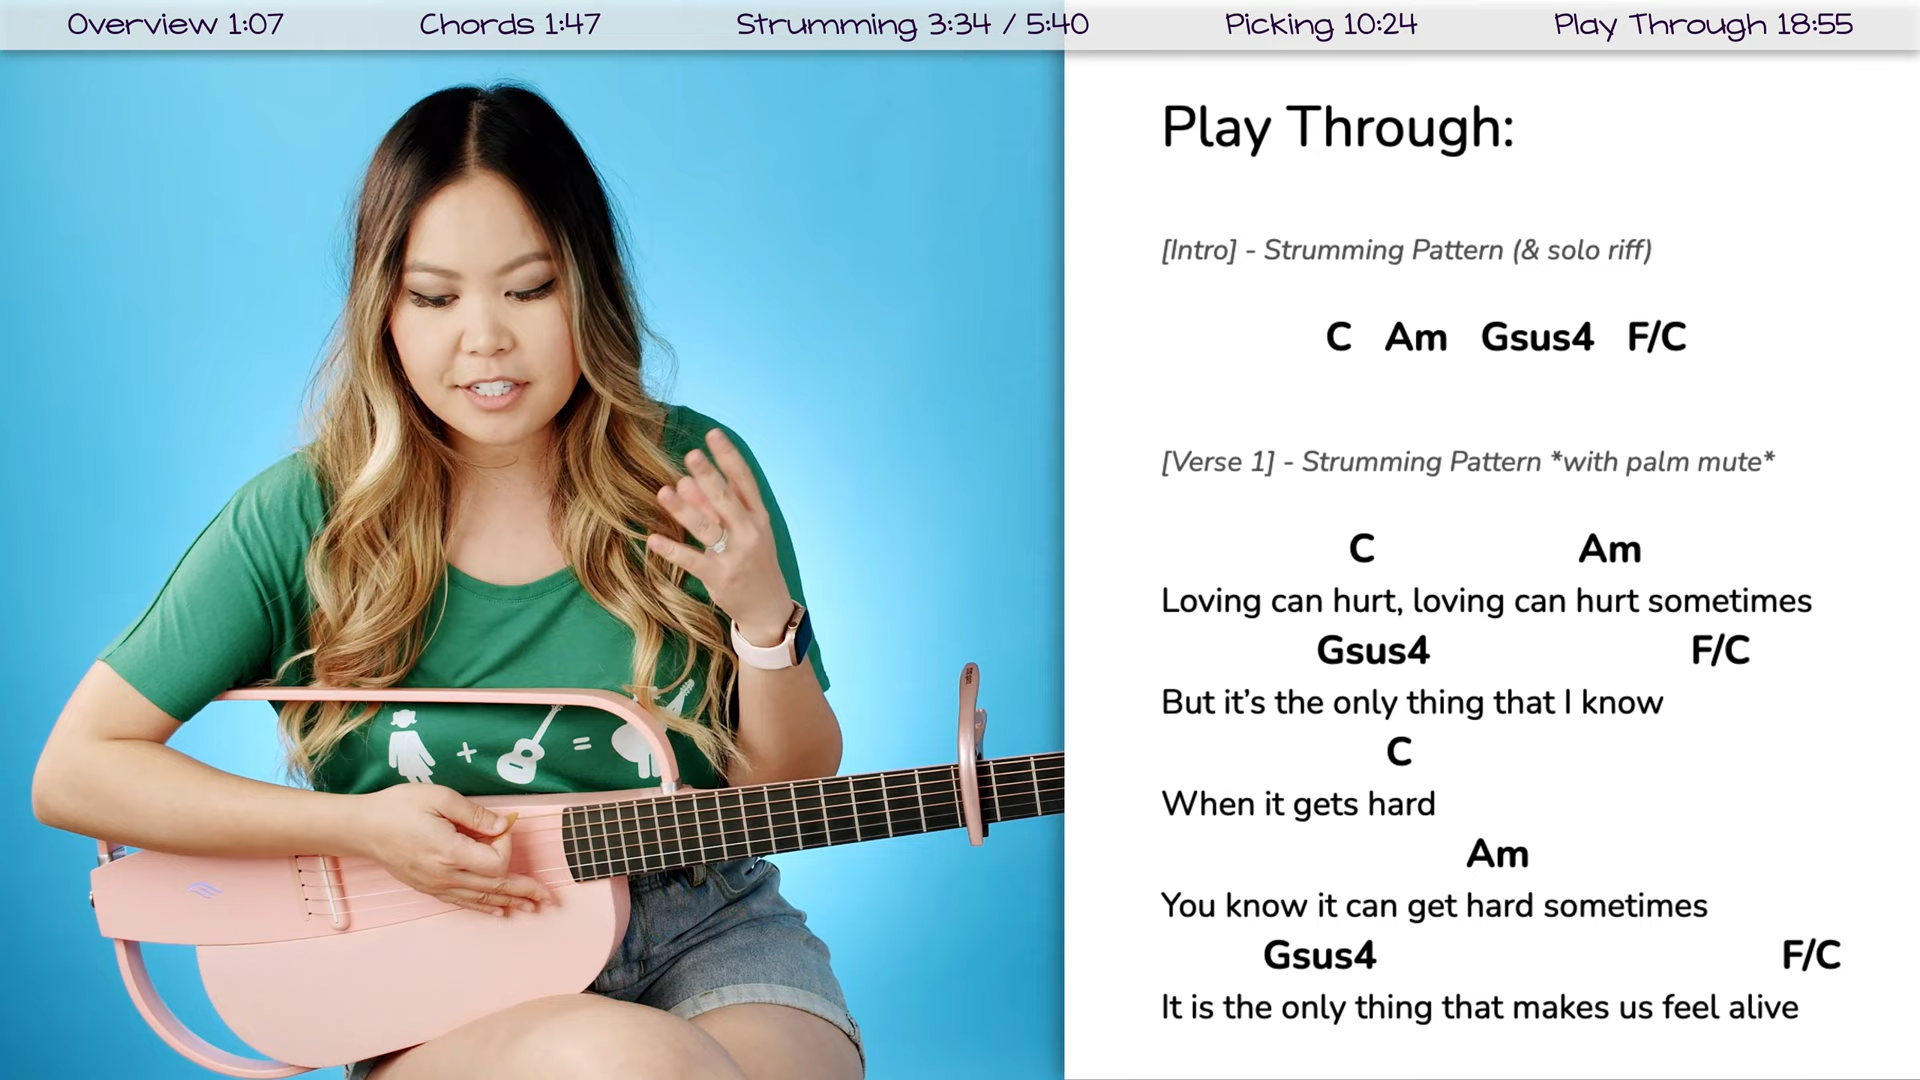 Overview 1:07 Chords 1:47 Strumming 3:34 / 5:40 Picking 10:24 Play Through 18:55
Play Through:
[Intro] - Strumming Pattern (& solo riff)
C Am Gsus4 F/C
[Verse 1] - Strumming Pattern *with palm mute*
C Am
Loving can hurt, loving can hurt sometimes
Gsus4 F/C
But it’s the only thing that I know
C
When it gets hard
Am
You know it can get hard sometimes
Gsus4 F/C
It is the only thing that makes us feel alive
+ =